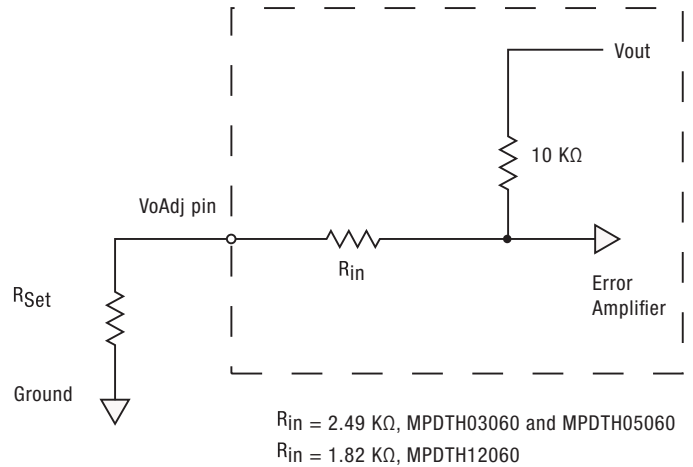 Vout
10 KΩ
VoAdj pin
Rin
RSet
Error
Amplifier
Ground
Rin = 2.49 KΩ, MPDTH03060 and MPDTH05060
Rin = 1.82 KΩ, MPDTH12060